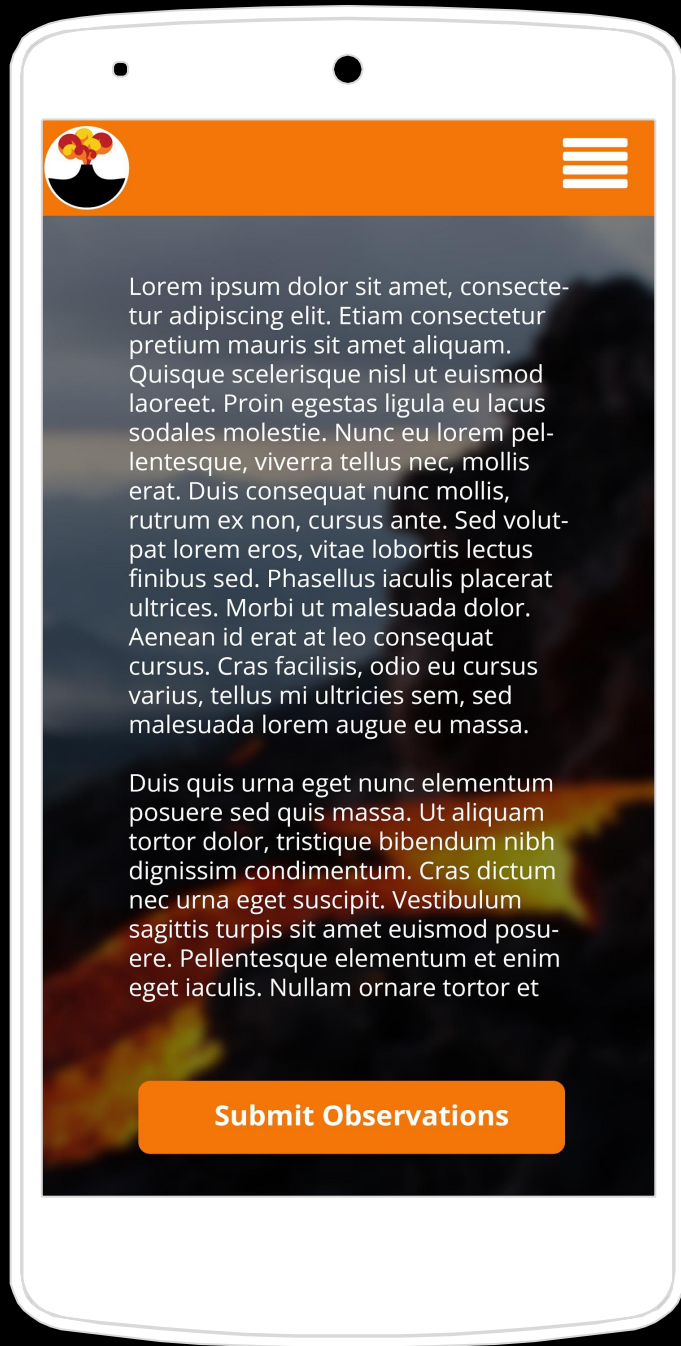 Lorem ipsum dolor sit amet, consecte-
tur adipiscing elit. Etiam consectetur
pretium mauris sit amet aliquam.
Quisque scelerisque nisl ut euismod
laoreet. Proin egestas ligula eu lacus
sodales molestie. Nunc eu lorem pel-
lentesque, viverra tellus nec, mollis
erat. Duis consequat nunc mollis,
rutrum ex non, cursus ante. Sed volut-
pat lorem eros, vitae lobortis lectus
finibus sed. Phasellus iaculis placerat
ultrices. Morbi ut malesuada dolor.
Aenean id erat at leo consequat
cursus. Cras facilisis, odio eu cursus
varius, tellus mi ultricies sem, sed
malesuada lorem augue eu massa.
Duis quis urna eget nunc elementum
posuere sed quis massa. Ut aliquam
tortor dolor, tristique bibendum nibh
dignissim condimentum. Cras dictum
nec urna eget suscipit. Vestibulum
sagittis turpis sit amet euismod posu-
ere. Pellentesque elementum et enim
eget iaculis. Nullam ornare tortor et
Submit Observations